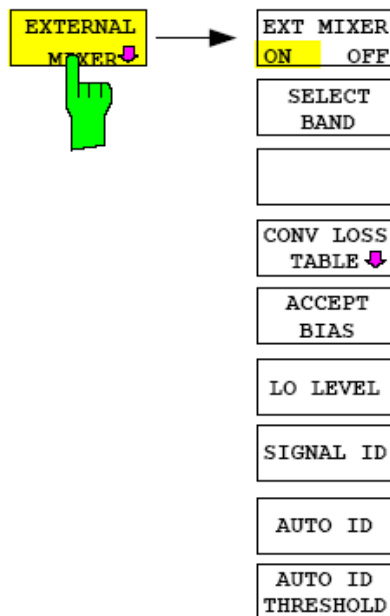 EXTERNAL
MIXER
EXT MIXER
ON OFF
SELECT
BAND
CONV LOSS
TABLE
ACCEPT
BIAS
LO LEVEL
SIGNAL ID
AUTO ID
AUTO ID
THRESHOLD